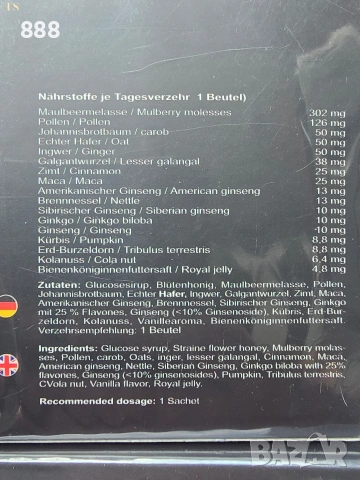 888
Nährstoffe je Tagesverzehr 1 Beutel)
Maulbeermelasse / Mulberry molesses 302 mg
Pollen / Pollen 126 mg
Johannisbrotbaum / carob 50 mg
Echter Hafer / Oat 50 mg
Ingwer / Ginger 50 mg
Galgantwurzel / Lesser galangal 38 mg
Zimt / Cinnamon 25 mg
Maca / Maca 25 mg
Amerikanischer Ginseng / American ginseng 13 mg
Brennnessel / Nettle 13 mg
Sibirischer Ginseng / Siberian ginseng 10 mg
Ginkgo / Ginkgo biloba 10 mg
Ginseng / Ginseng 10 mg
Kürbis / Pumpkin 8,8 mg
Erd-Burzeldorn / Tribulus terrestris 8,8 mg
Kolanuss / Cola nut 6,4 mg
Bienenköniginnenfuttersaft / Royal jelly 4,8 mg
Zutaten: Glucosesirup, Blütenhonig, Maulbeermelasse, Pollen,
Johannisbrotbaum, Echter Hafer, Ingwer, Galgantwurzel, Zimt, Maca,
Amerikanischer Ginseng, Brennessel, Sibirischer Ginseng, Ginkgo
mit 25 % Flavones, Ginseng (<10% Ginsenoside), Kübris, Erd-Burzel-
dorn, Kolanuss, Vanillearoma, Bienenköniginnenfuttersaft.
Verzehrsempfehlung: 1 Beutel
Ingredients: Glucose syrup, Straine flower honey, Mulberry molas-
ses, Pollen, carob, Oats, inger, lesser galangal, Cinnamon, Maca,
American ginseng, Nettle, Siberian Ginseng, Ginkgo biloba with 25%
flavones, Ginseng (<10% ginsenosides), Pumpkin, Tribulus terrestris,
CVola nut, Vanilla flavor, Royal jelly.
Recommended dosage: 1 Sachet
bazar